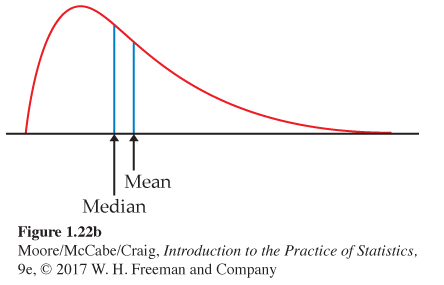 Mean
Median
Figure 1.22b
Moore/McCabe/Craig, Introduction to the Practice of Statistics,
9e, © 2017 W. H. Freeman and Company